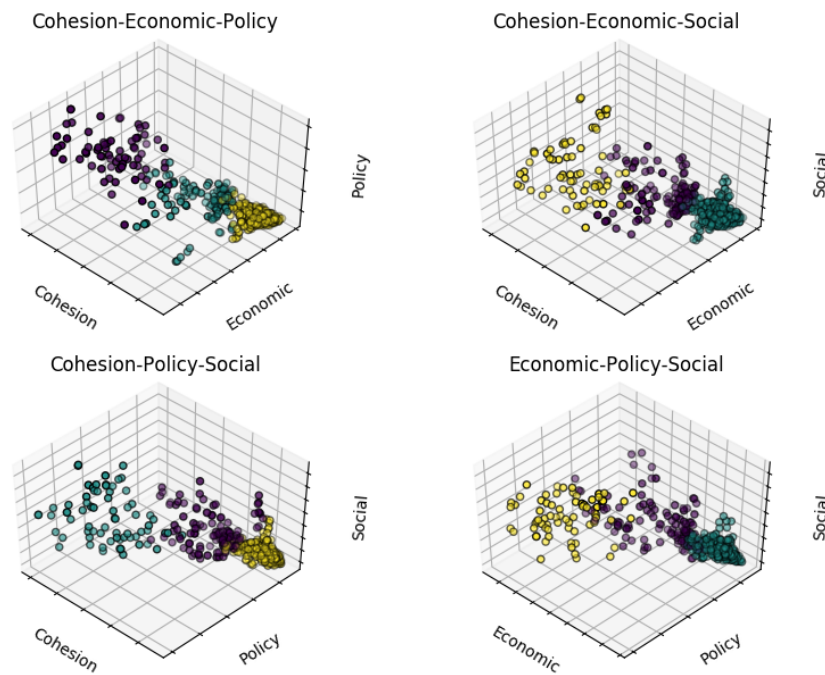 Cohesion-Economic-Policy
Cohesion-Economic-Social
Policy
Social
Cohesion
Economic
Cohesion
Economic
Cohesion-Policy-Social
Economic-Policy-Social
Social
Social
Cohesion
Policy
Economic
Policy